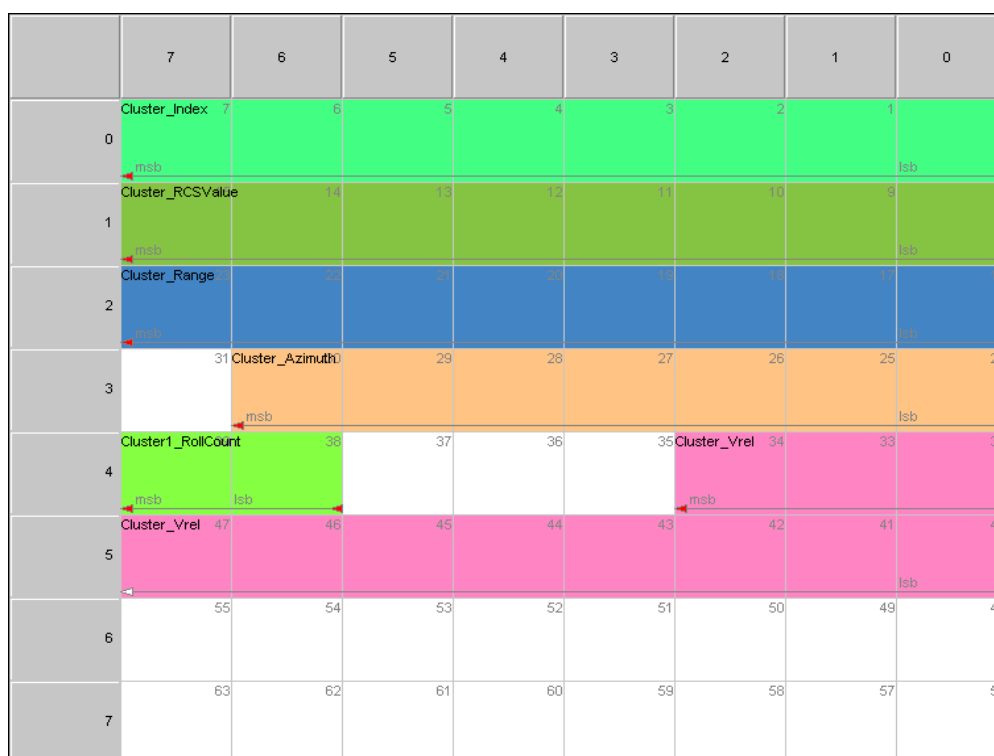 7 6 5 4 3 2 1 0
Cluster_Index 7 6 5 4 3 2 1
0
msb lsb
Cluster_RCSValue 14 13 12 11 10 9
1
msb lsb
Cluster_Range 23 22 21 20 19 18 17
2
msb lsb
31 Cluster_Azimuth 29 28 27 26 25
3
msb lsb
Cluster1_RollCount 38 37 36 35 Cluster_Vrel 34 33
4
msb lsb msb
Cluster_Vrel 47 46 45 44 43 42 41
5
lsb
55 54 53 52 51 50 49
6
63 62 61 60 59 58 57
7